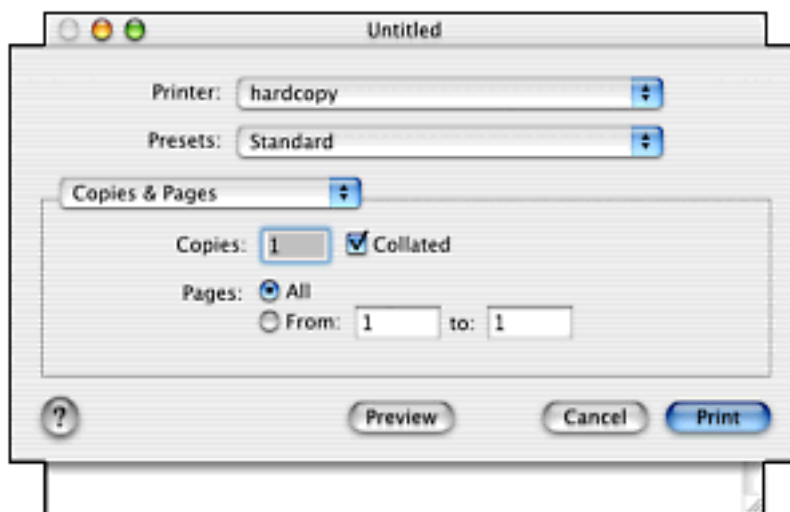 Untitled
Printer: hardcopy
Presets: Standard
Copies & Pages
Copies: 1 Collated
Pages: All
From: 1 to: 1
? Preview Cancel Print